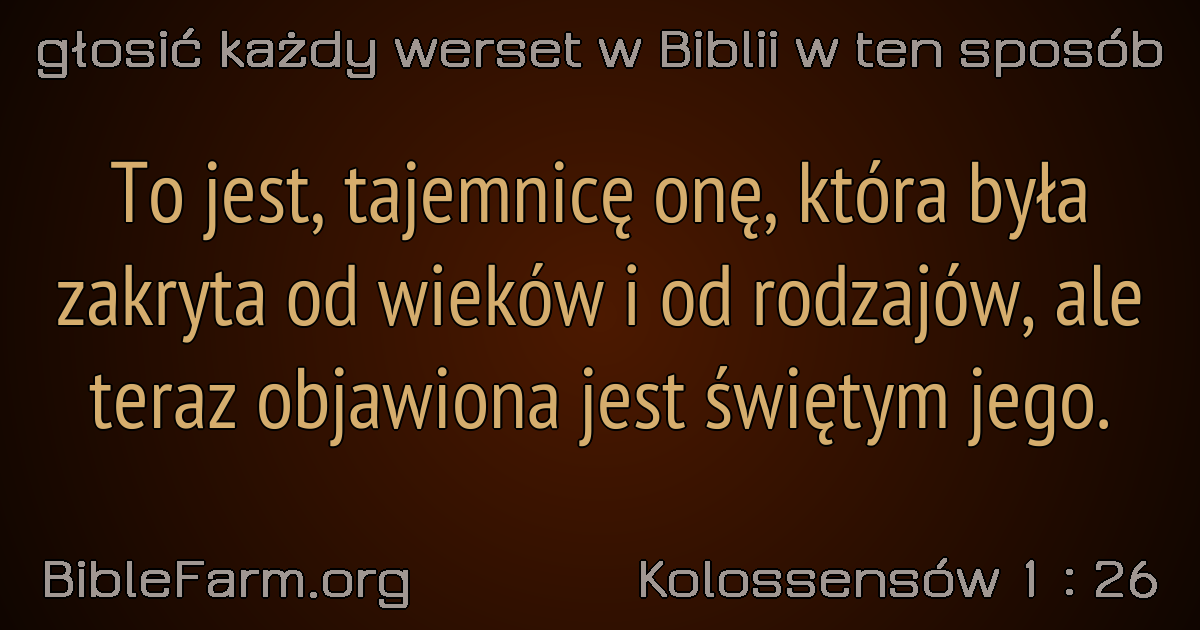 głosić każdy werset w Biblii w ten sposób
To jest, tajemnicę onę, która była
zakryta od wieków i od rodzajów, ale
teraz objawiona jest świętym jego.
BibleFarm.org
Kolossensów 1 : 26